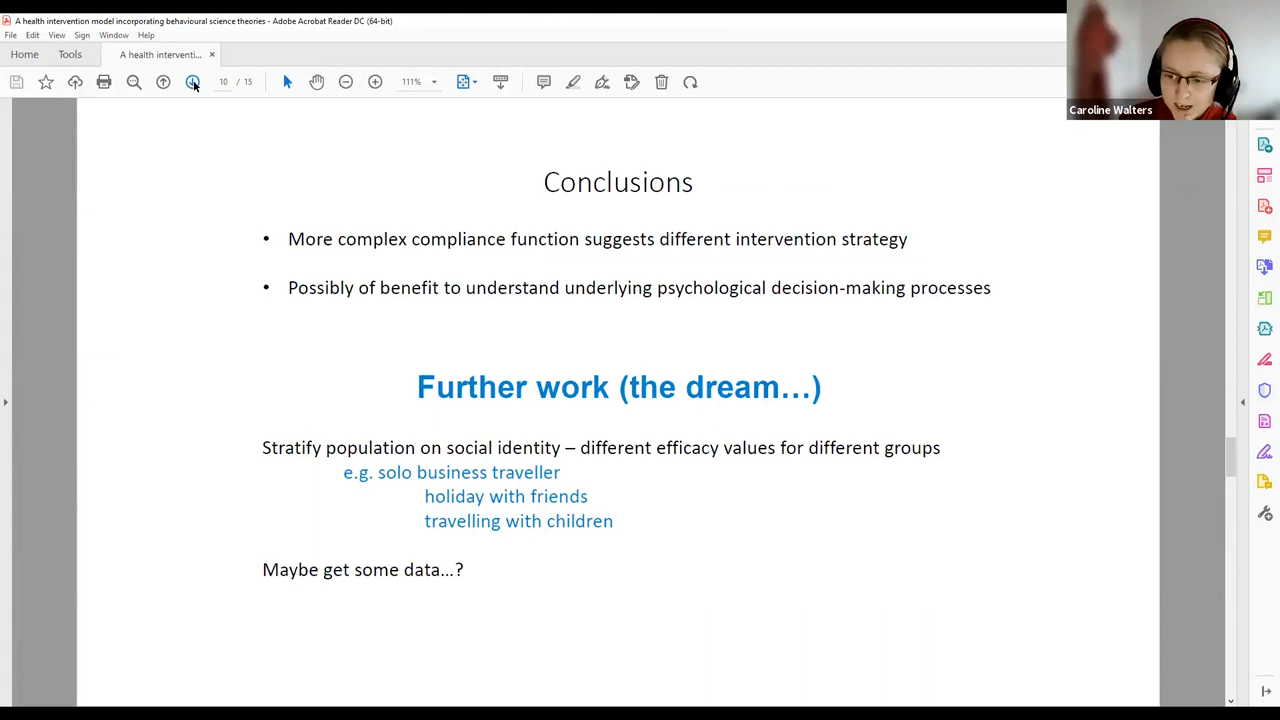 A health intervention model incorporating behavioural science theories - Adobe Acrobat Reader DC (64-bit)
File Edit View Sign Window Help
Home Tools A health interventi... ×
10 / 15 111%
Caroline Walters
Conclusions
• More complex compliance function suggests different intervention strategy
• Possibly of benefit to understand underlying psychological decision-making processes
Further work (the dream...)
Stratify population on social identity – different efficacy values for different groups
e.g. solo business traveller
holiday with friends
travelling with children
Maybe get some data...?